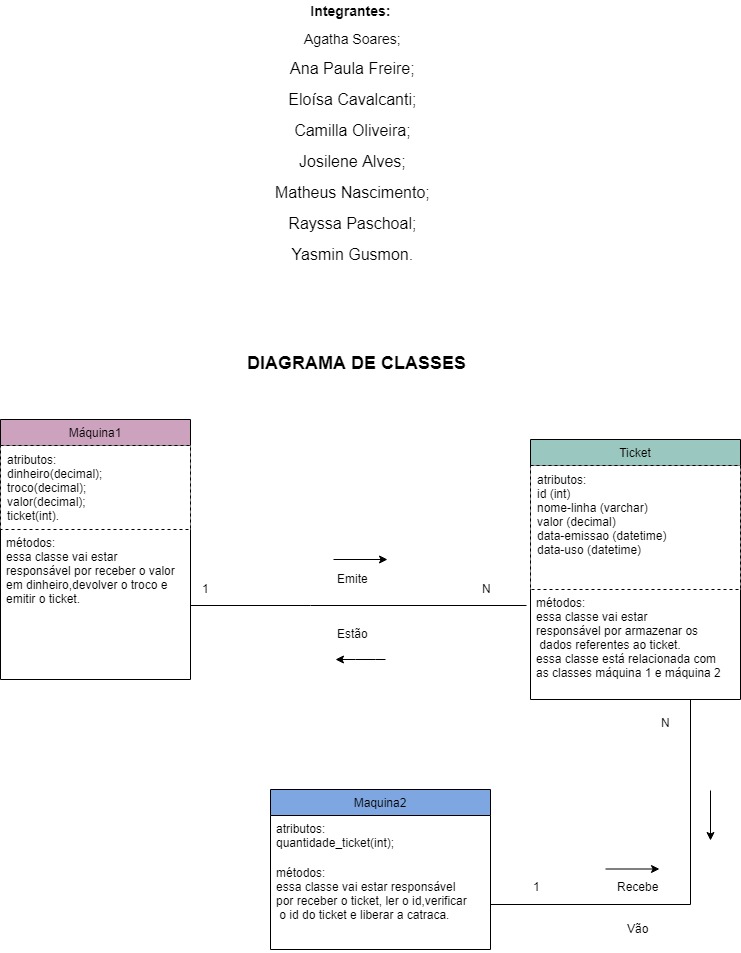 Integrantes:
Agatha Soares;
Ana Paula Freire;
Eloísa Cavalcanti;
Camilla Oliveira;
Josilene Alves;
Matheus Nascimento;
Rayssa Paschoal;
Yasmin Gusmon.
DIAGRAMA DE CLASSES
Máquina1
atributos:
dinheiro(decimal);
troco(decimal);
valor(decimal);
ticket(int).
métodos:
essa classe vai estar
responsável por receber o valor
em dinheiro,devolver o troco e
emitir o ticket.
1
Emite
N
Estão
Ticket
atributos:
id (int)
nome-linha (varchar)
valor (decimal)
data-emissao (datetime)
data-uso (datetime)
métodos:
essa classe vai estar
responsável por armazenar os
dados referentes ao ticket.
essa classe está relacionada com
as classes máquina 1 e máquina 2
N
Maquina2
atributos:
quantidade_ticket(int);
métodos:
essa classe vai estar responsável
por receber o ticket, ler o id,verificar
o id do ticket e liberar a catraca.
1
Recebe
Vão